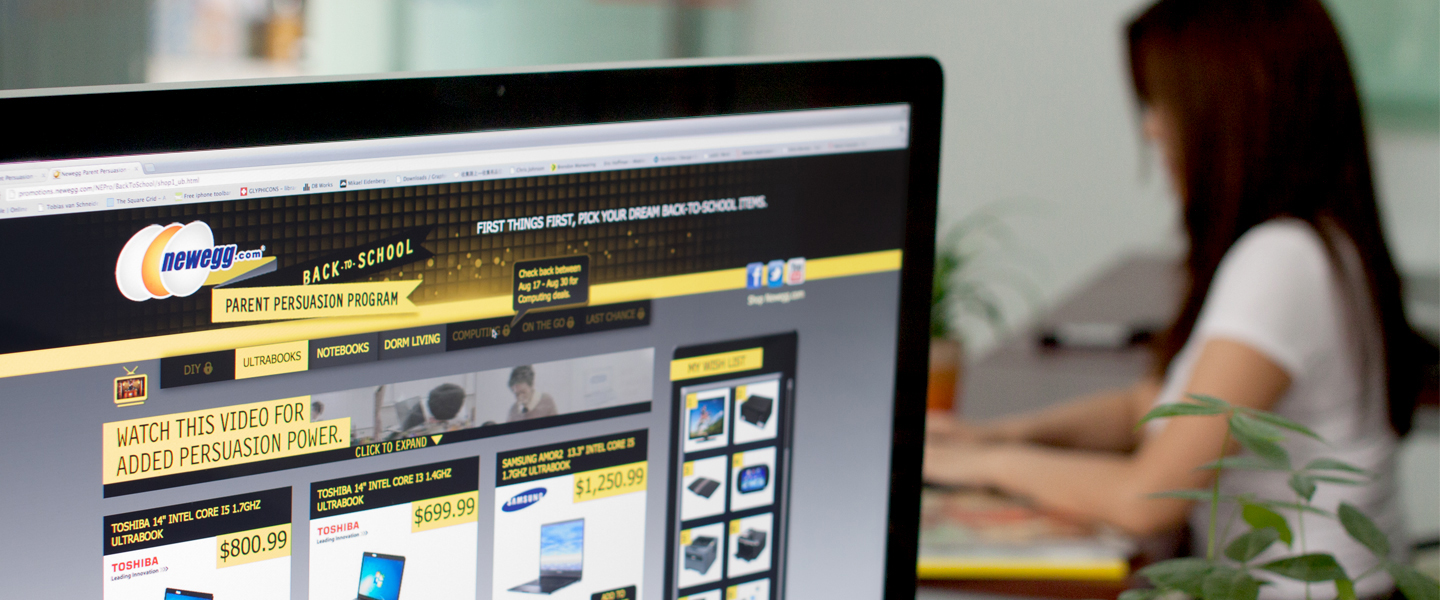 Newegg Parent Persuasion
promotions.newegg.com/NEPro/BackToSchool/shop1_ub.html
Tobias van Schneid
The Square Grid
Free iphone toolba
GLYPHICONS
Mikael Eidenberg
Downloads
newegg.com®
BACK-TO-SCHOOL
PARENT PERSUASION PROGRAM
FIRST THINGS FIRST, PICK YOUR DREAM BACK-TO-SCHOOL ITEMS.
Check back between
Aug 17 - Aug 30 for
Computing deals.
Shop Newegg.com
DIY
ULTRABOOKS
NOTEBOOKS
DORM LIVING
COMPUTING
ON THE GO
LAST CHANCE
WATCH THIS VIDEO FOR
ADDED PERSUASION POWER.
CLICK TO EXPAND
MY WISH LIST
TOSHIBA 14" INTEL CORE I5 1.7GHZ
ULTRABOOK
$800.99
TOSHIBA
Leading Innovation >>>
TOSHIBA 14" INTEL CORE I3 1.4GHZ
ULTRABOOK
$699.99
TOSHIBA
Leading Innovation >>>
SAMSUNG AMOR2 13.3" INTEL CORE I5
1.7GHZ ULTRABOOK
$1,250.99
SAMSUNG
ADD TO